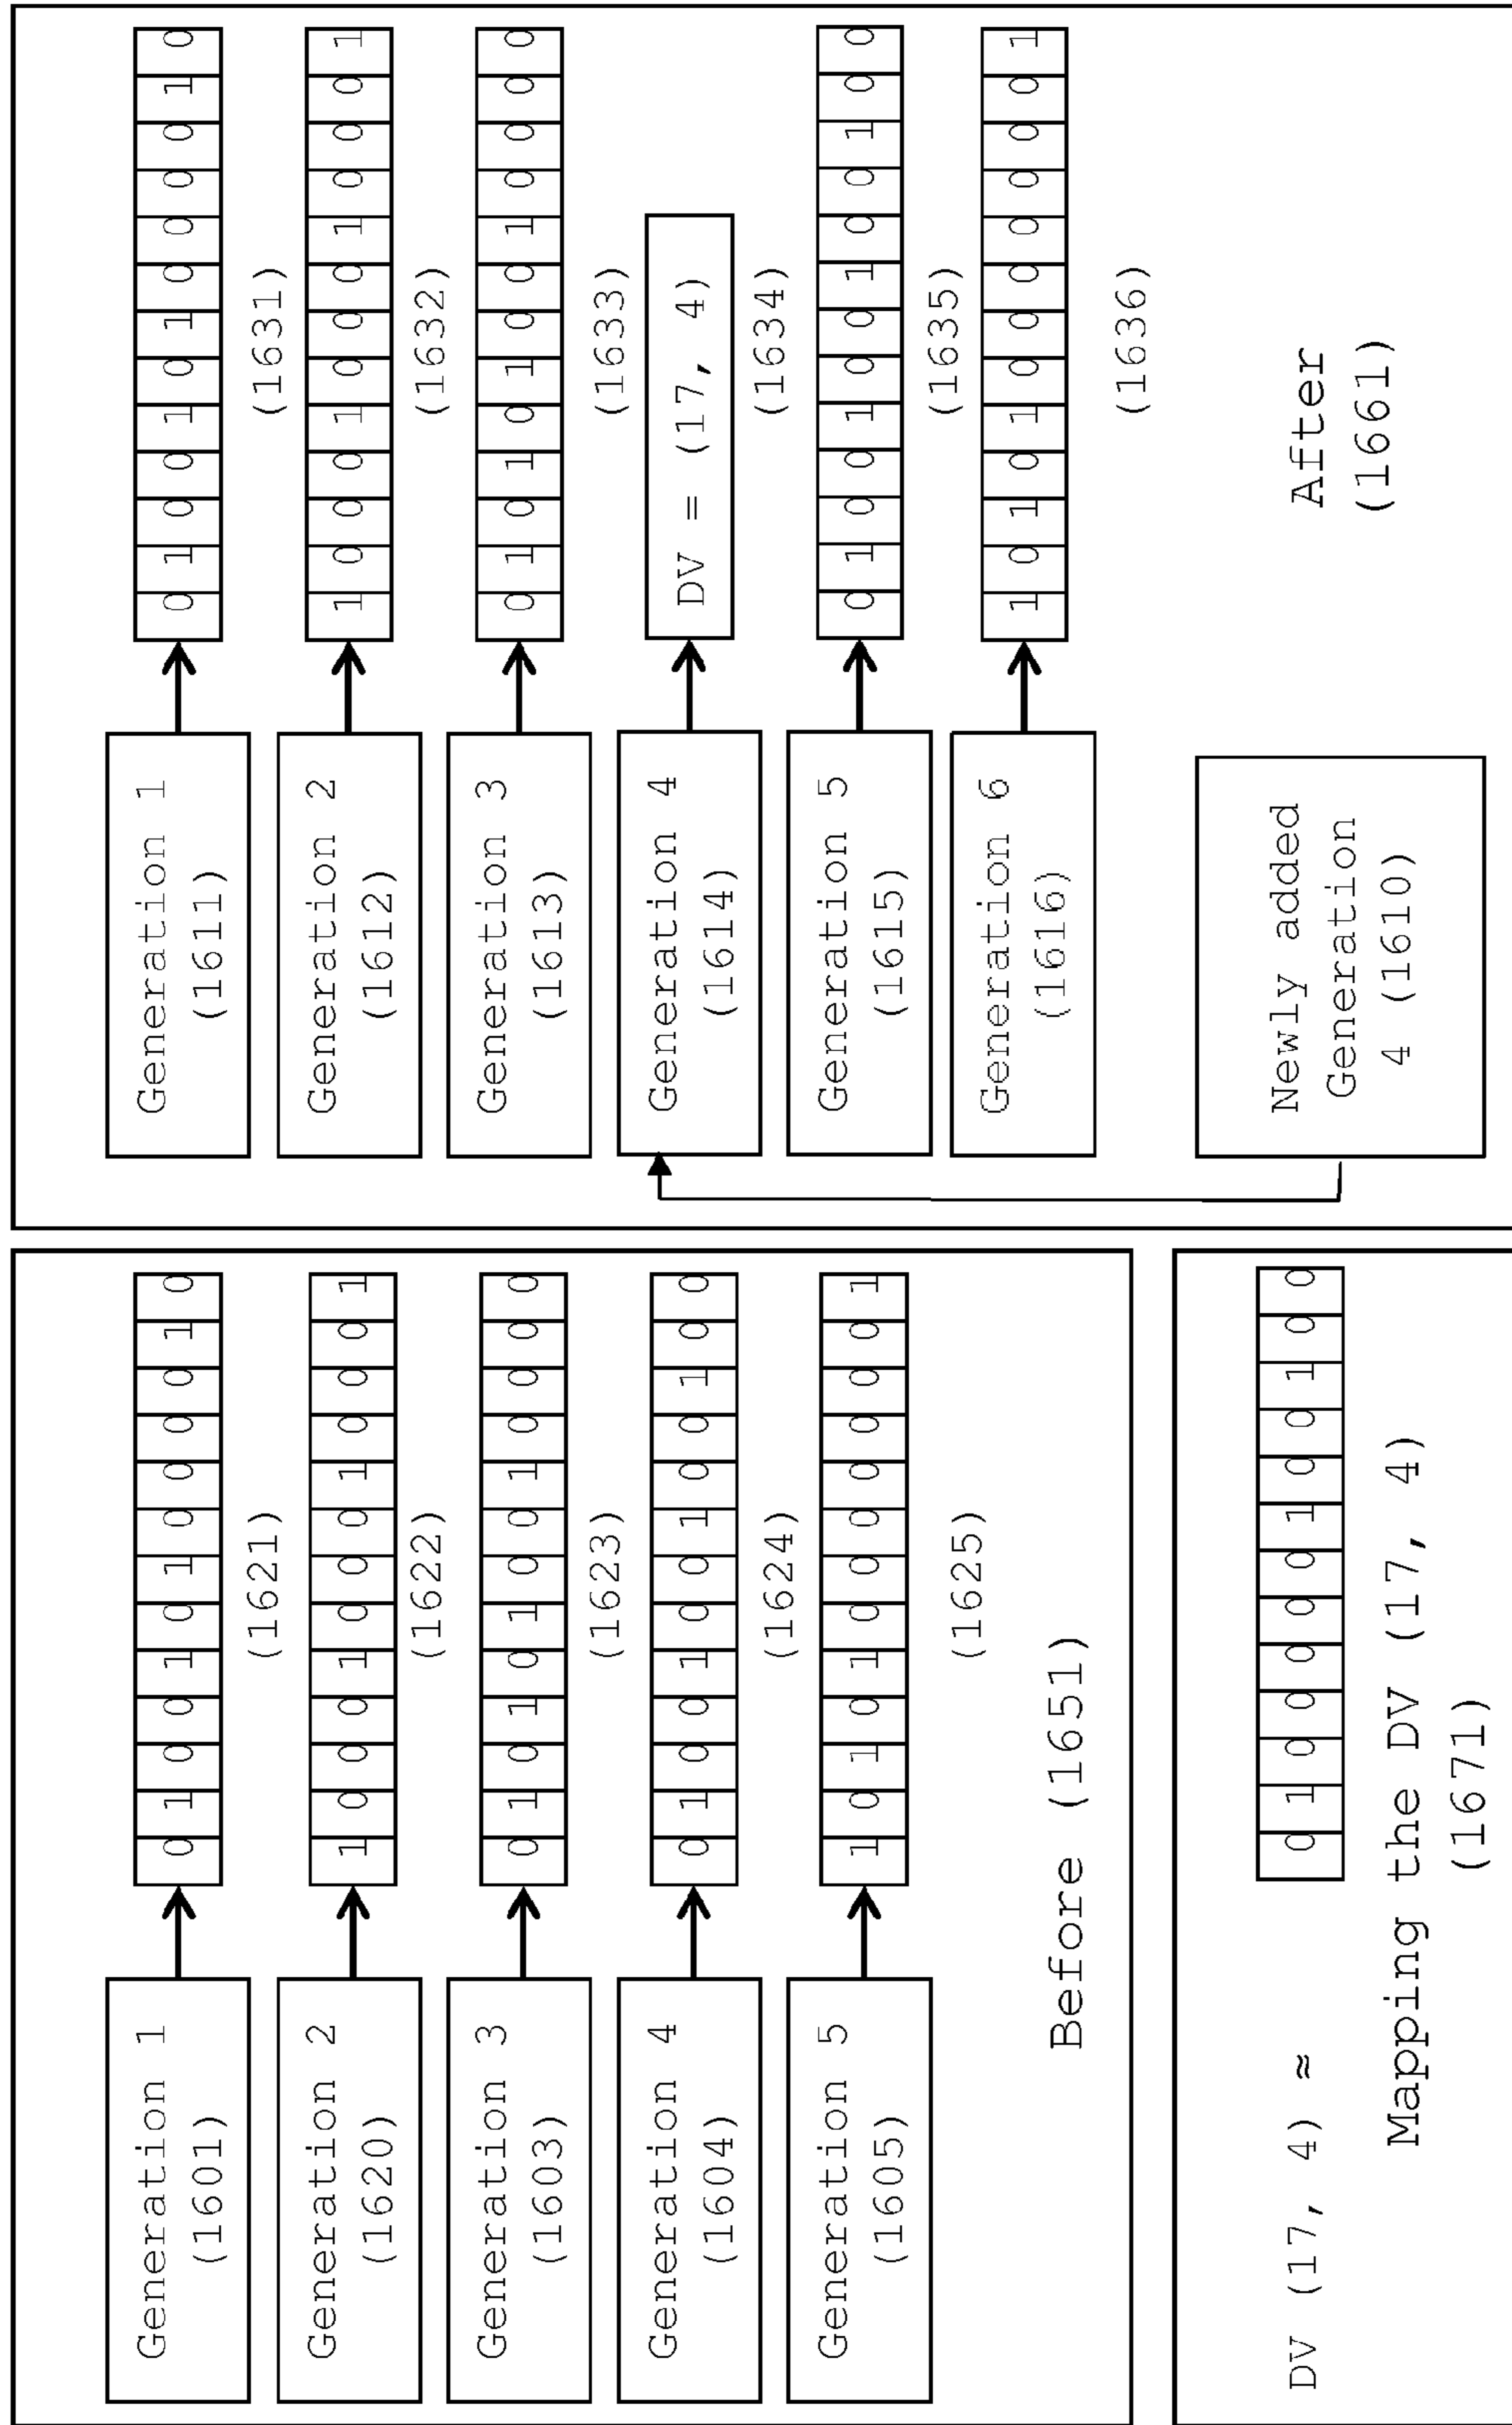 Generation 1
(1601)
0 1 0 0 1 0 1 0 0 0 0 1 0
(1621)
Generation 2
(1620)
1 0 0 0 1 0 0 0 1 0 0 0 1
(1622)
Generation 3
(1603)
0 1 0 1 0 1 0 0 1 0 0 0 0
(1623)
Generation 4
(1604)
0 1 0 0 1 0 0 1 0 0 1 0 0
(1624)
Generation 5
(1605)
1 0 1 0 1 0 0 0 0 0 0 0 1
(1625)
Before (1651)
DV (17, 4) ≈
0 1 0 0 0 0 0 1 0 0 1 0 0
Mapping the DV (17, 4)
(1671)
Generation 1
(1611)
0 1 0 0 1 0 1 0 0 0 0 1 0
(1631)
Generation 2
(1612)
1 0 0 0 1 0 0 0 1 0 0 0 1
(1632)
Generation 3
(1613)
0 1 0 1 0 1 0 0 1 0 0 0 0
(1633)
Generation 4
(1614)
DV = (17, 4)
(1634)
Generation 5
(1615)
0 1 0 0 1 0 0 1 0 0 1 0 0
(1635)
Generation 6
(1616)
1 0 1 0 1 0 0 0 0 0 0 0 1
(1636)
Newly added
Generation
4 (1610)
After
(1661)